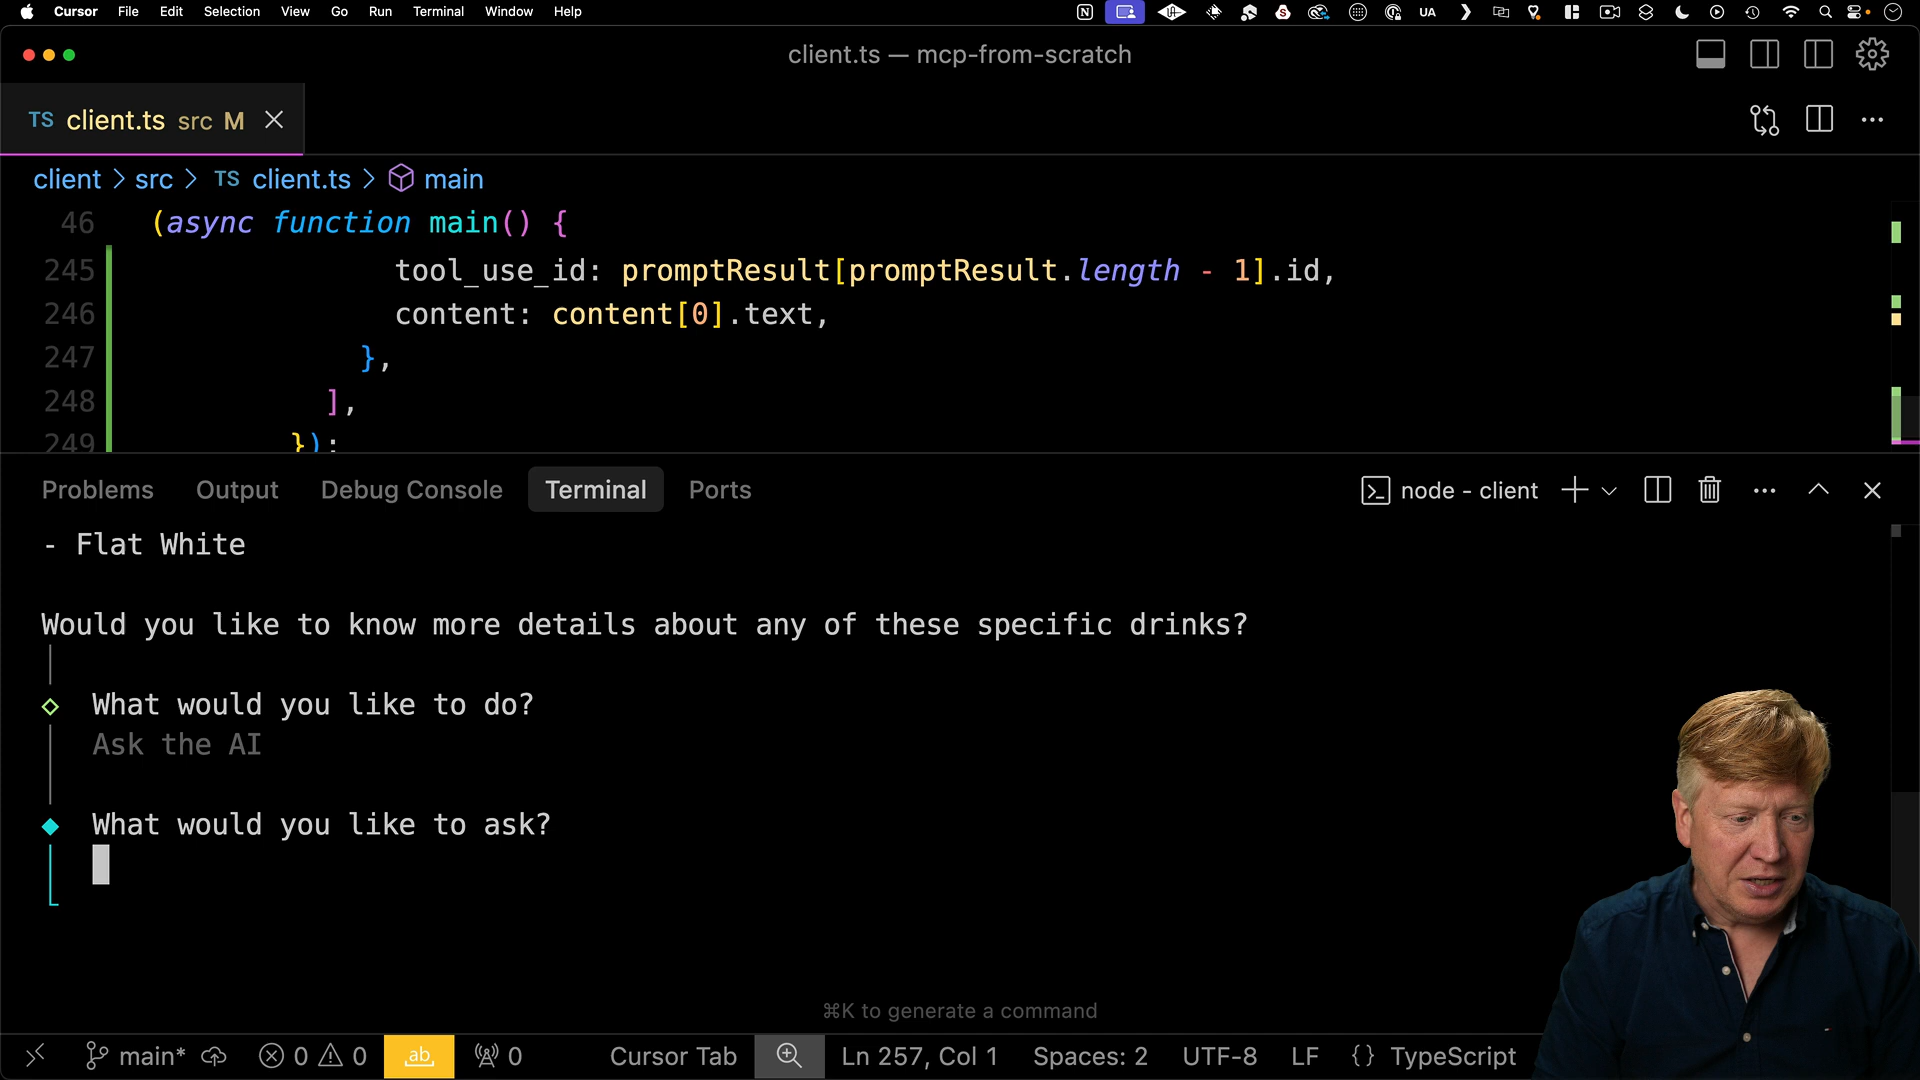 Cursor File Edit Selection View Go Run Terminal Window Help UA
client.ts — mcp-from-scratch
TS client.ts src M
client > src > TS client.ts > main
46 (async function main() {
245 tool_use_id: promptResult[promptResult.length - 1].id,
246 content: content[0].text,
247 },
248 ],
249 });
Problems Output Debug Console Terminal Ports node - client
- Flat White
Would you like to know more details about any of these specific drinks?
What would you like to do?
Ask the AI
What would you like to ask?
⌘K to generate a command
main* 0 0 ab 0 Cursor Tab Ln 257, Col 1 Spaces: 2 UTF-8 LF {} TypeScript